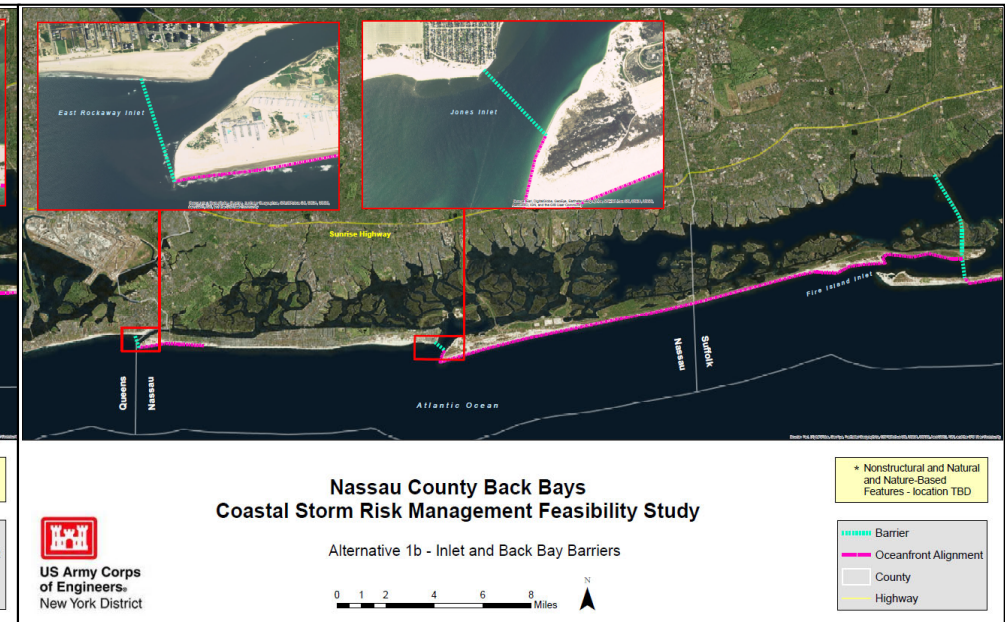 East Rockaway Inlet
Jones Inlet
Sunrise Highway
Fire Island Inlet
Queens
Nassau
Nassau
Suffolk
Atlantic Ocean
Nassau County Back Bays
Coastal Storm Risk Management Feasibility Study
Alternative 1b - Inlet and Back Bay Barriers
US Army Corps
of Engineers®
New York District
0 1 2 4 6 8
Miles
N
* Nonstructural and Natural
and Nature-Based
Features - location TBD
Barrier
Oceanfront Alignment
County
Highway